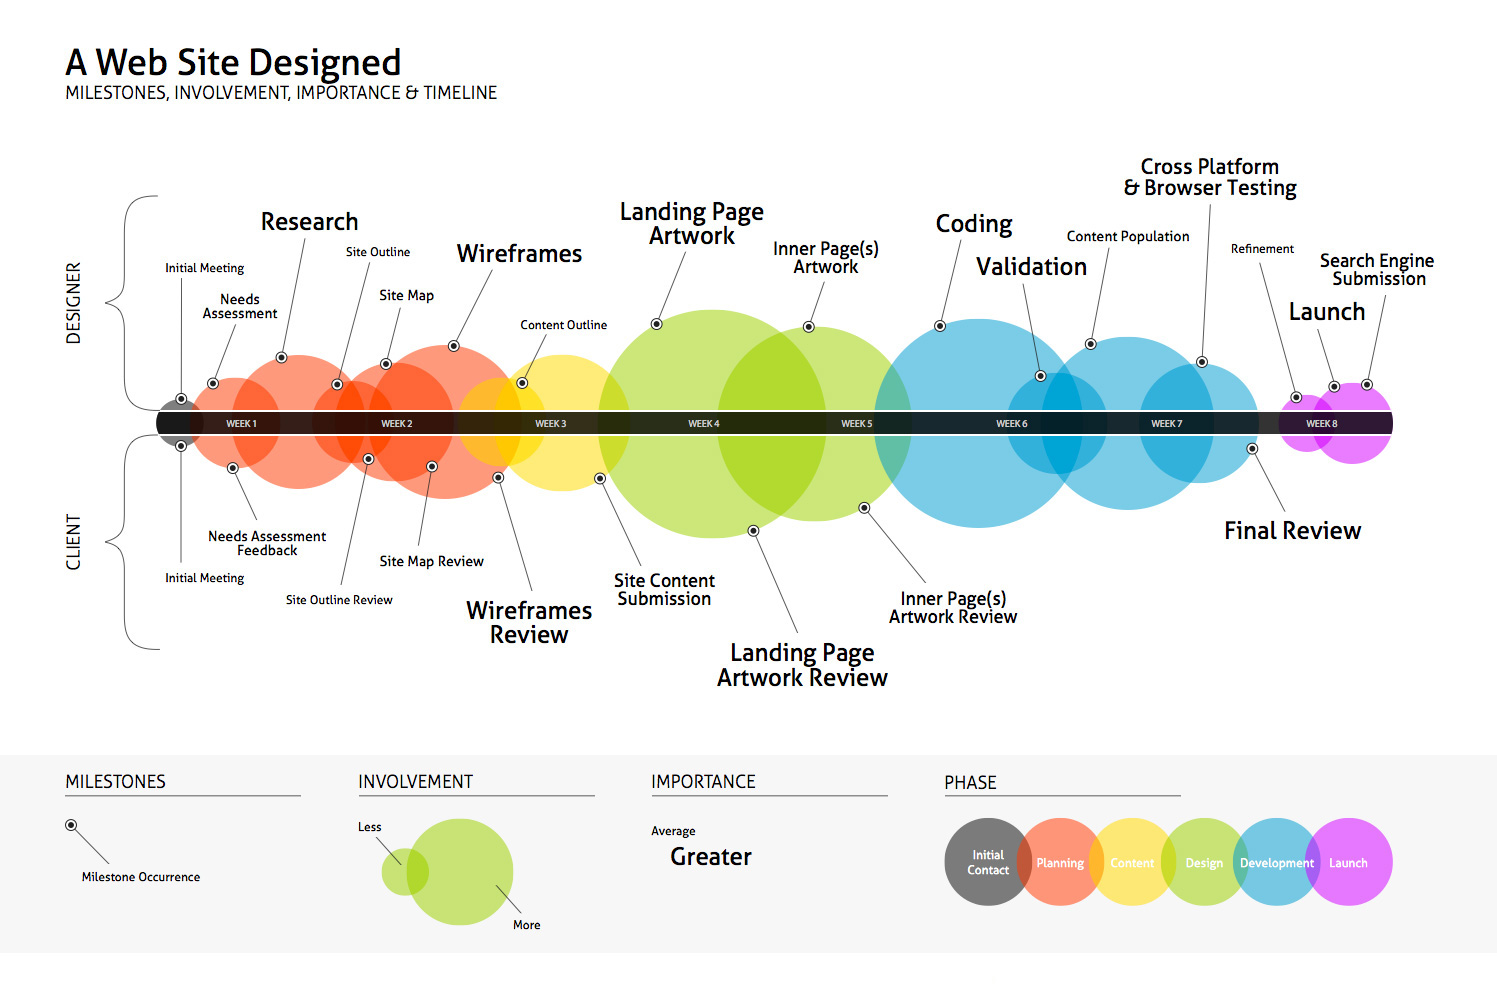 A Web Site Designed
MILESTONES, INVOLVEMENT, IMPORTANCE & TIMELINE
DESIGNER
Initial Meeting
Needs
Assessment
Research
Site Outline
Site Map
Wireframes
Content Outline
Landing Page
Artwork
Inner Page(s)
Artwork
Coding
Validation
Content Population
Cross Platform
& Browser Testing
Refinement
Launch
Search Engine
Submission
WEEK 1
WEEK 2
WEEK 3
WEEK 4
WEEK 5
WEEK 6
WEEK 7
WEEK 8
CLIENT
Initial Meeting
Needs Assessment
Feedback
Site Outline Review
Site Map Review
Wireframes
Review
Site Content
Submission
Landing Page
Artwork Review
Inner Page(s)
Artwork Review
Final Review
MILESTONES
Milestone Occurrence
INVOLVEMENT
Less
More
IMPORTANCE
Average
Greater
PHASE
Initial
Contact
Planning
Content
Design
Development
Launch